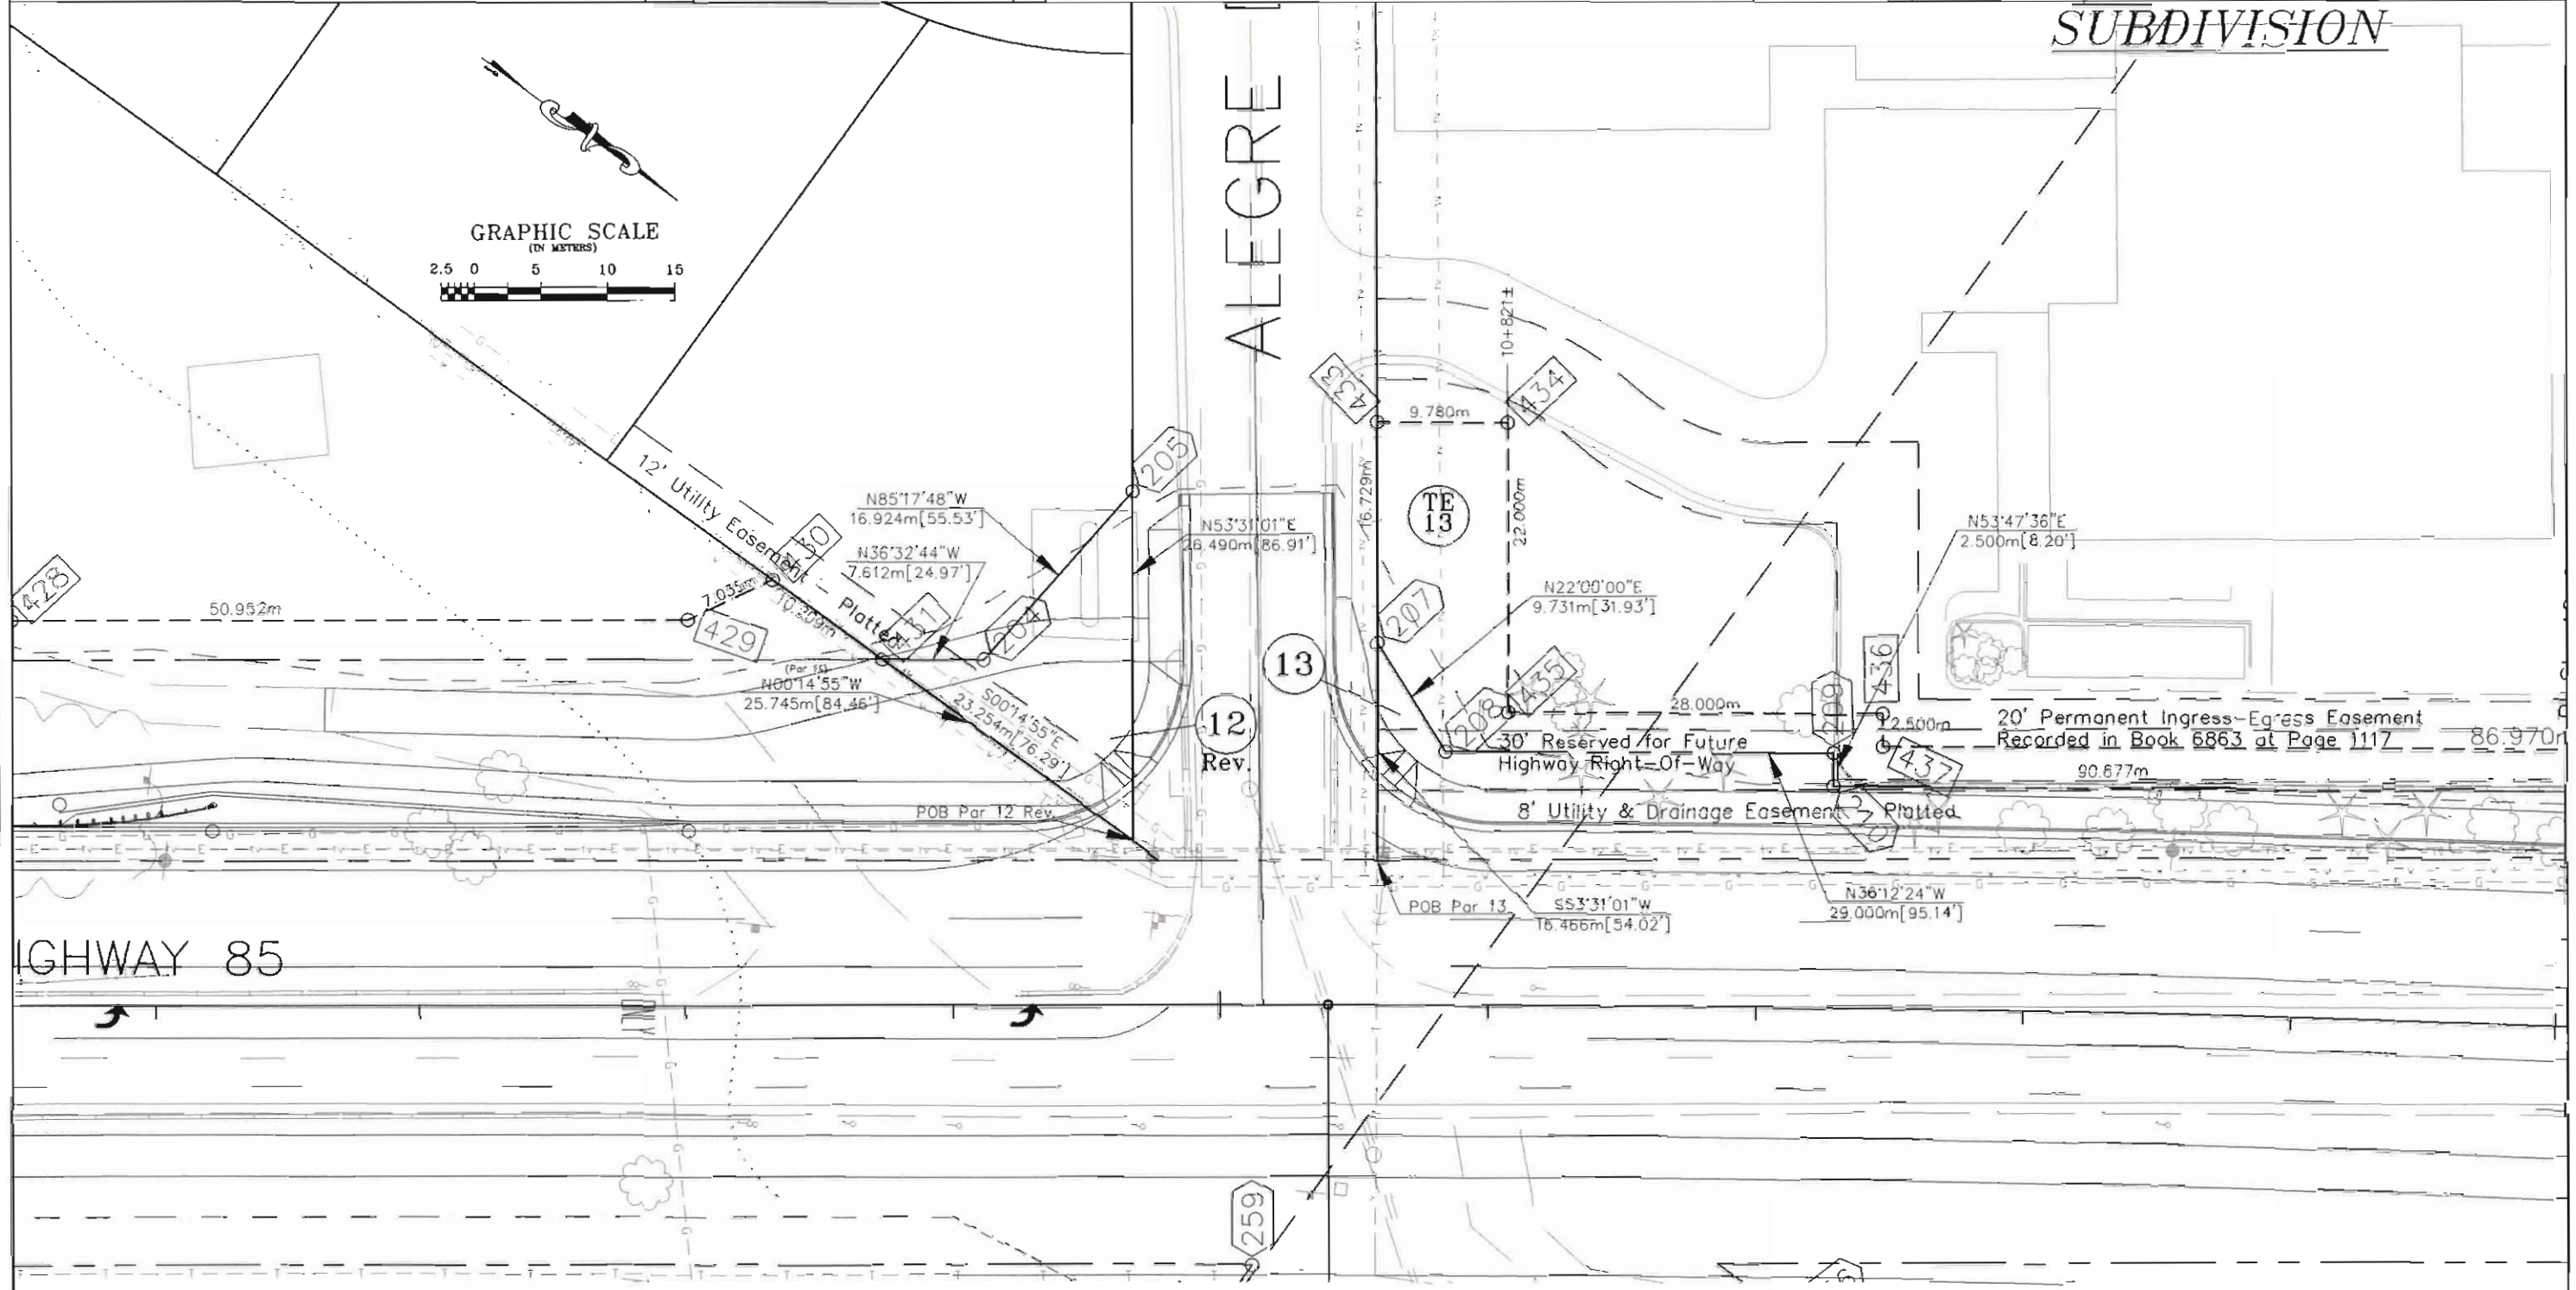 SUBDIVISION
ALEGRE
GRAPHIC SCALE
(IN METERS)
2.5 0 5 10 15
10+821±
433
434
9.780m
12' Utility Easement - Platted
205
N85°17'48"W
16.924m[55.53']
N53°31'01"E
26.490m[86.91']
16.729m
TE
13
22.000m
N53°47'36"E
2.500m[8.20']
N36°32'44"W
7.612m[24.97']
428
50.952m
7.035m
10.309m
429
204
207
N22°00'00"E
9.731m[31.93']
13
435
436
(Par 15)
N00°14'55"W
25.745m[84.46']
S00°14'55"E
23.254m[76.29']
12
Rev.
208
209
28.000m
2.500m
20' Permanent Ingress-Egress Easement
Recorded in Book 6863 at Page 1117
86.970m
30' Reserved for Future
Highway Right-Of-Way
437
90.677m
POB Par 12 Rev.
8' Utility & Drainage Easement - Platted
210
POB Par 13
S53°31'01"W
16.466m[54.02']
N36°12'24"W
29.000m[95.14']
IGHWAY 85
259